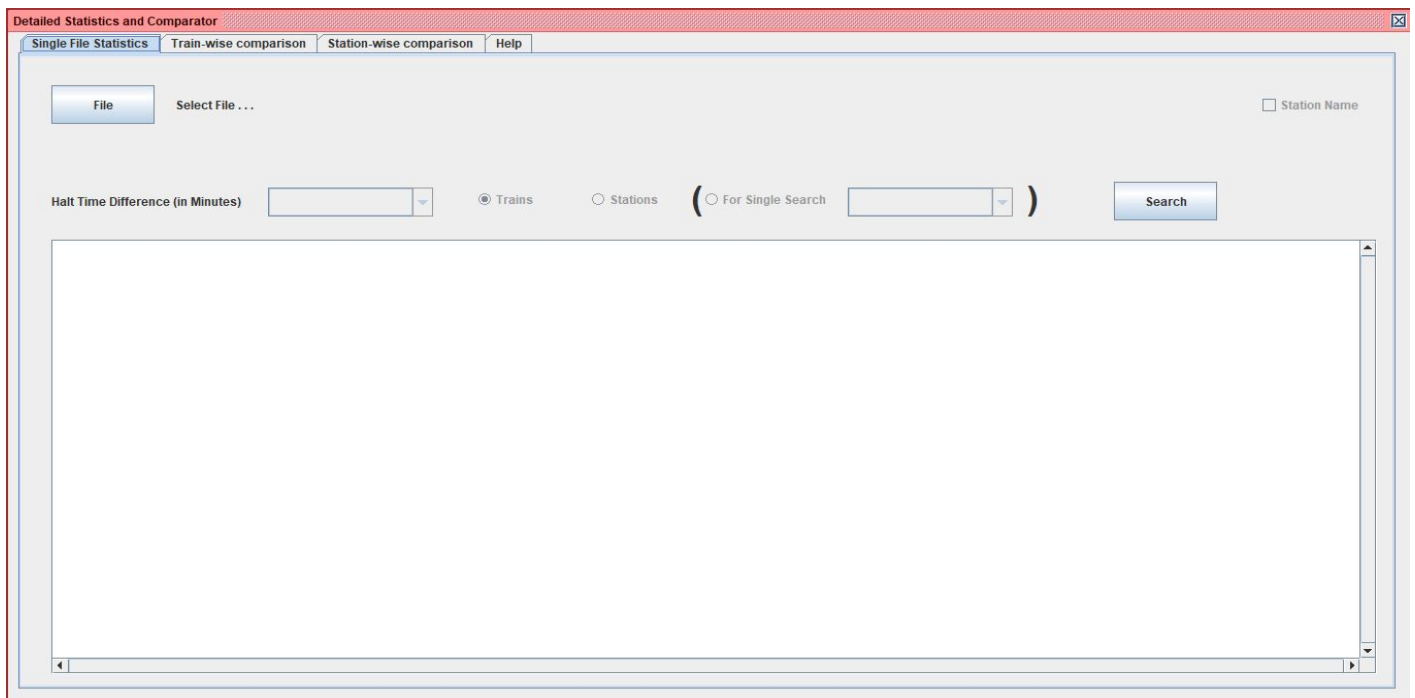 Detailed Statistics and Comparator
Single File Statistics Train-wise comparison Station-wise comparison Help
File Select File . . . Station Name
Halt Time Difference (in Minutes) Trains Stations ( For Single Search ) Search